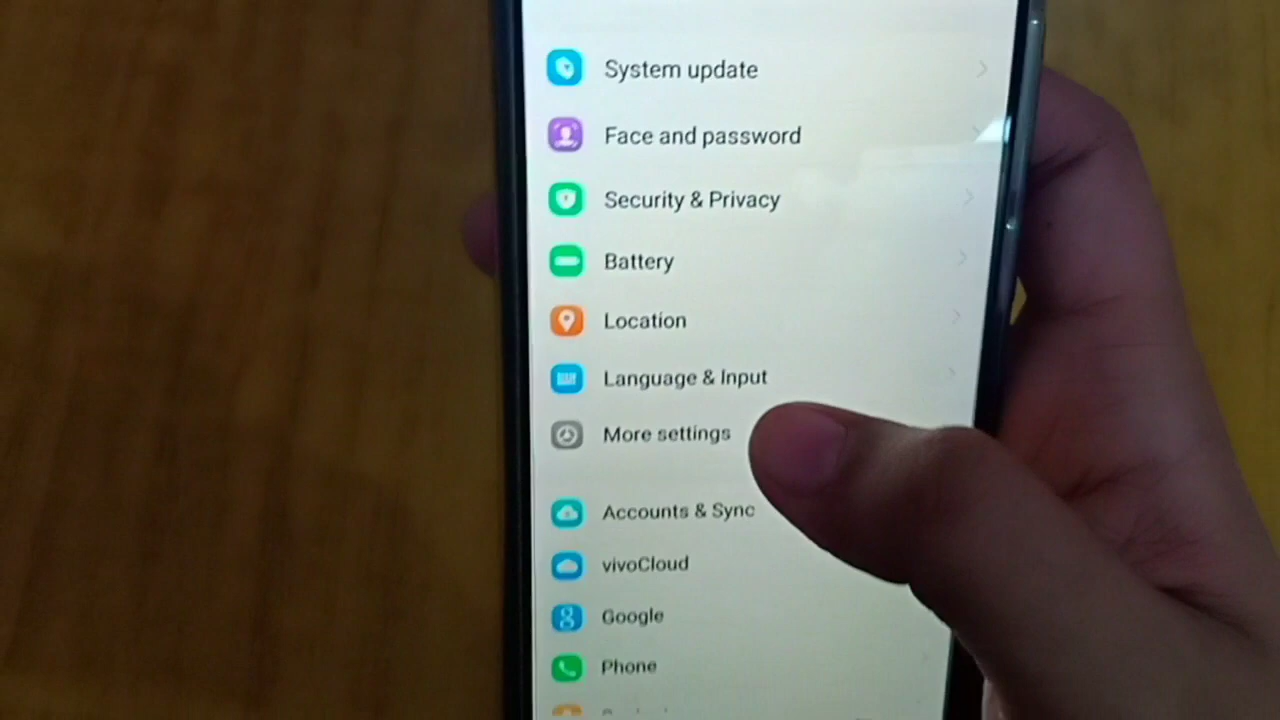 System update
Face and password
Security & Privacy
Battery
Location
Language & Input
More settings
Accounts & Sync
vivoCloud
Google
Phone